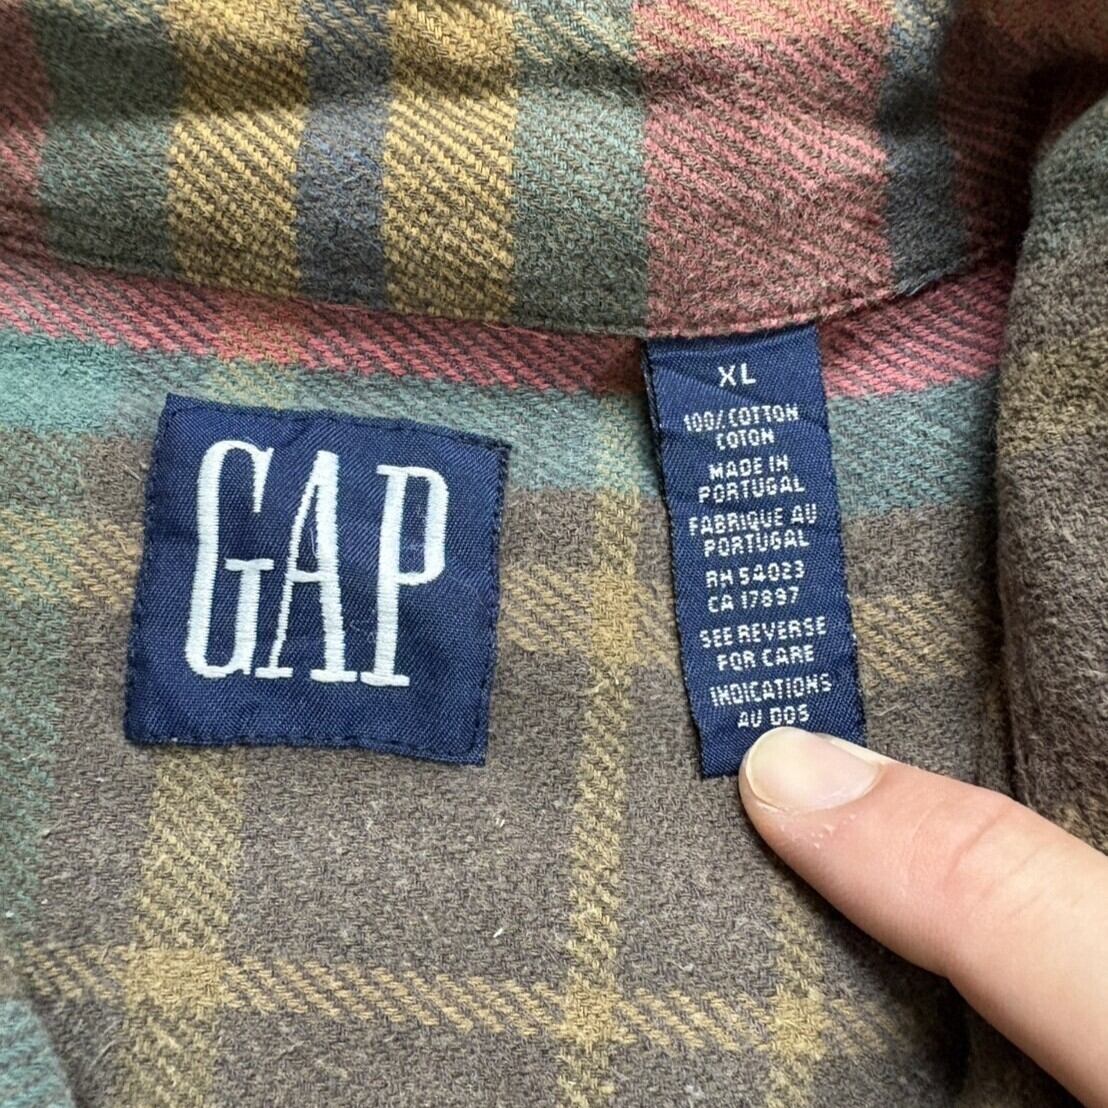 GAP
XL
100% COTTON
COTON
MADE IN
PORTUGAL
FABRIQUE AU
PORTUGAL
RN 54023
CA 17897
SEE REVERSE
FOR CARE
INDICATIONS
AU DOS